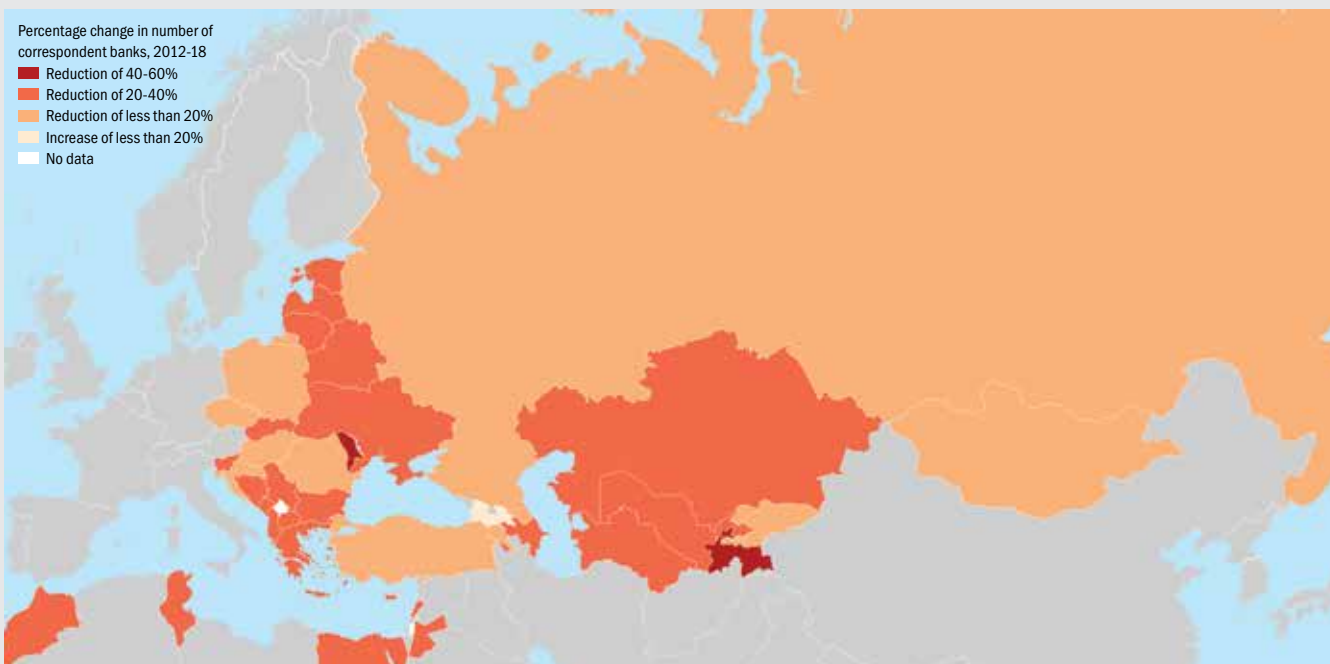 Percentage change in number of
correspondent banks, 2012-18
Reduction of 40-60%
Reduction of 20-40%
Reduction of less than 20%
Increase of less than 20%
No data